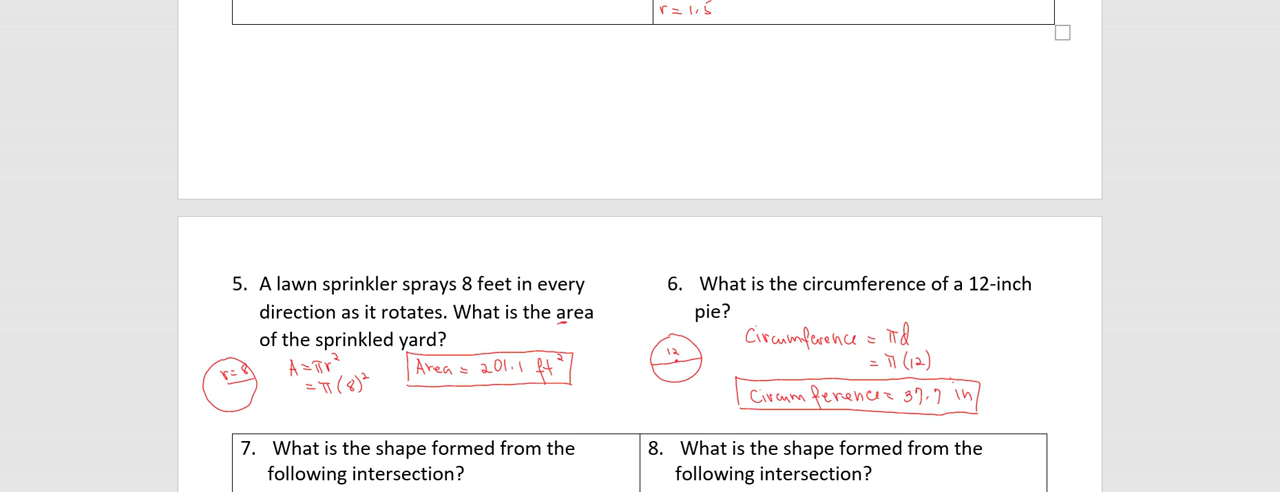 r = 1.5
5. A lawn sprinkler sprays 8 feet in every
direction as it rotates. What is the area
of the sprinkled yard?
r=8
A = πr²
= π(8)²
Area = 201.1 ft²
6. What is the circumference of a 12-inch
pie?
12
Circumference = πd
= π(12)
Circumference = 37.7 in
7. What is the shape formed from the
following intersection?
8. What is the shape formed from the
following intersection?